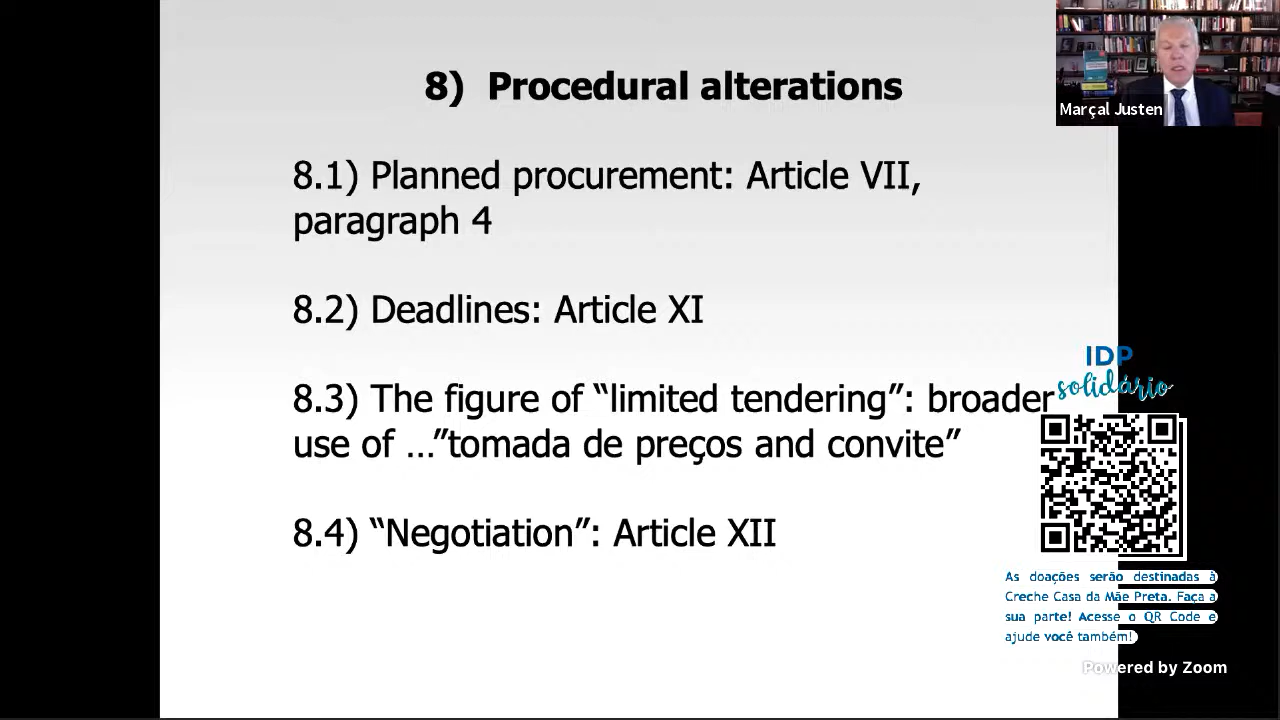 8) Procedural alterations
Marçal Justen
8.1) Planned procurement: Article VII,
paragraph 4
8.2) Deadlines: Article XI
8.3) The figure of “limited tendering”: broader
use of …”tomada de preços and convite”
8.4) “Negotiation”: Article XII
IDP
solidário
As doações serão destinadas à
Creche Casa da Mãe Preta. Faça a
sua parte! Acesse o QR Code e
ajude você também!
Powered by Zoom